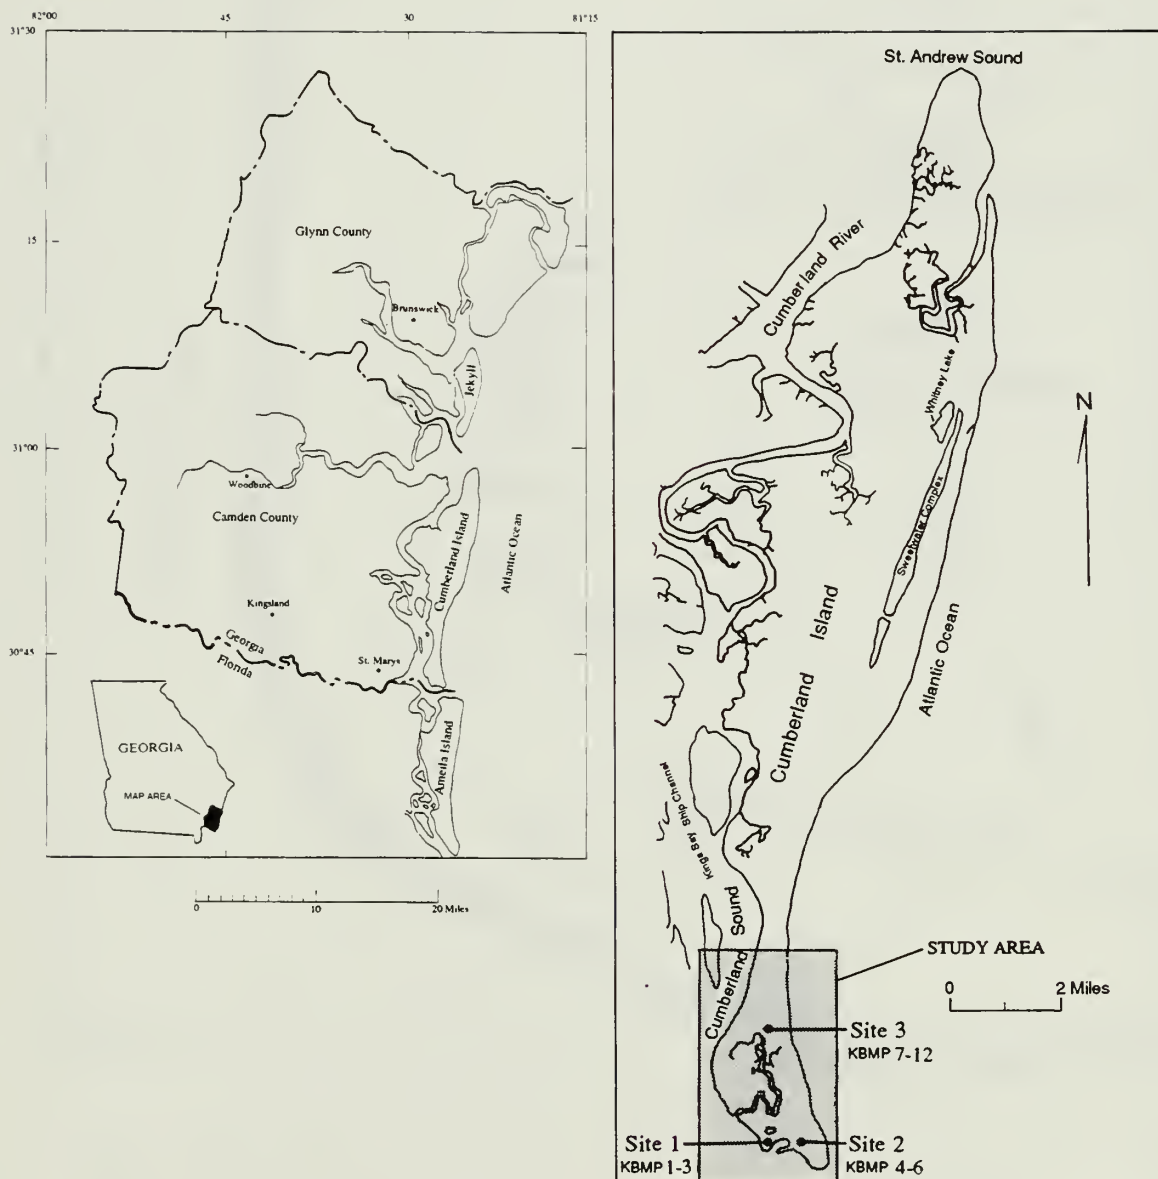 82°00
45
30
81°15
31°30
15
31°00
30°45
Glynn County
Brunswick
Jekyll
Woodbine
Camden County
Cumberland Island
Atlantic Ocean
Kingsland
Georgia
Florida
St. Marys
Ameila Island
GEORGIA
MAP AREA
0 10 20 Miles
St. Andrew Sound
Cumberland River
Whitney Lake
N
Sweetwater Complex
Cumberland Island
Atlantic Ocean
Kings Bay Ship Channel
Cumberland Sound
STUDY AREA
0 2 Miles
Site 3
KBMP 7-12
Site 1
KBMP 1-3
Site 2
KBMP 4-6